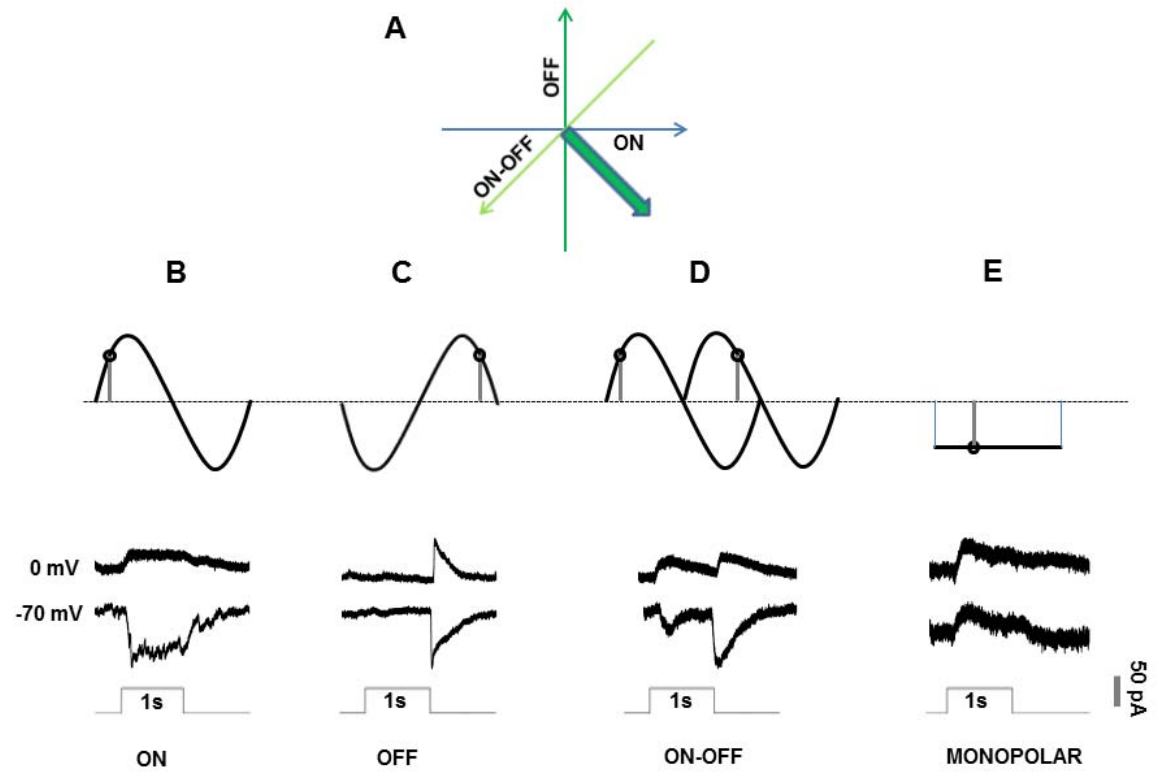 A
OFF
ON
ON-OFF
B C D E
0 mV
-70 mV
1s 1s 1s 1s
50 pA
ON OFF ON-OFF MONOPOLAR